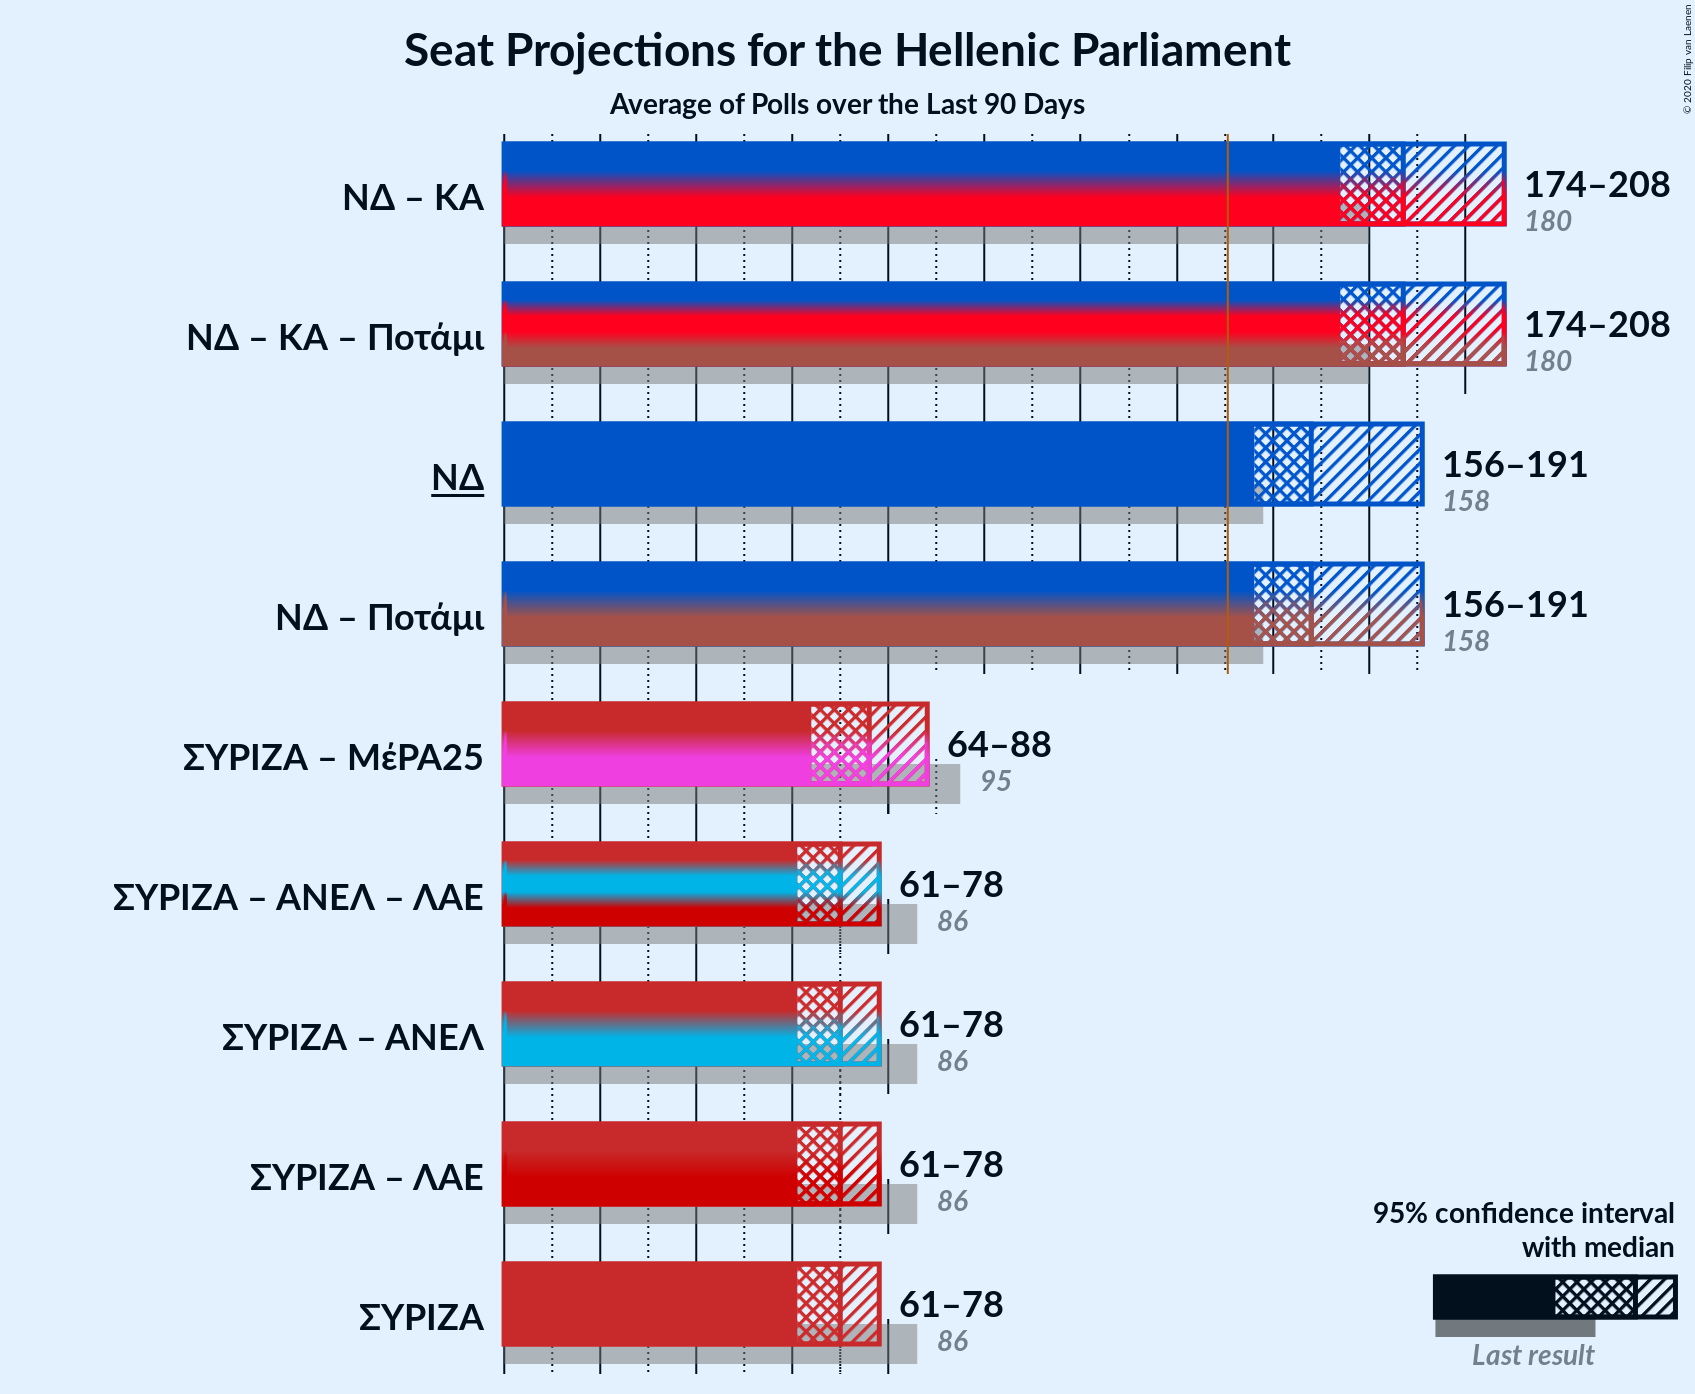 Seat Projections for the Hellenic Parliament
Average of Polls over the Last 90 Days
© 2020 Filip van Laenen
ΝΔ – ΚΑ
174–208
180
ΝΔ – ΚΑ – Ποτάμι
174–208
180
ΝΔ
156–191
158
ΝΔ – Ποτάμι
156–191
158
ΣΥΡΙΖΑ – ΜέΡΑ25
64–88
95
ΣΥΡΙΖΑ – ΑΝΕΛ – ΛΑΕ
61–78
86
ΣΥΡΙΖΑ – ΑΝΕΛ
61–78
86
ΣΥΡΙΖΑ – ΛΑΕ
61–78
86
ΣΥΡΙΖΑ
61–78
86
95% confidence interval
with median
Last result